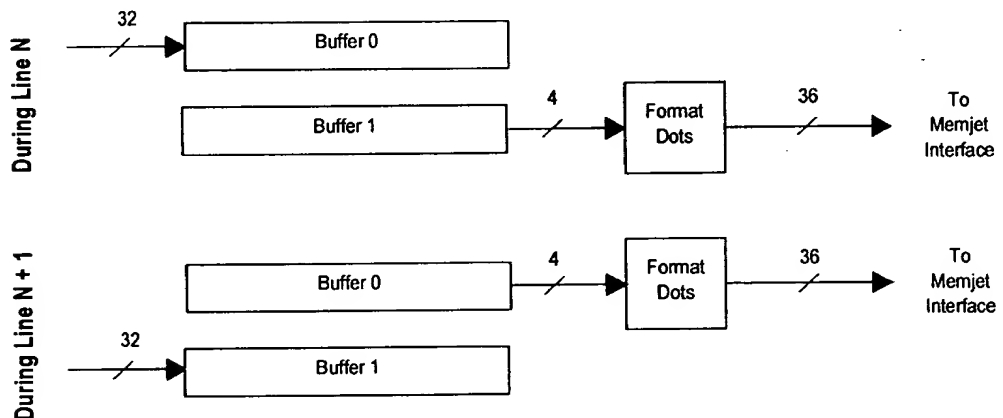 During Line N
32
Buffer 0
Buffer 1
4
Format
Dots
36
To
Memjet
Interface
During Line N + 1
Buffer 0
4
Format
Dots
36
To
Memjet
Interface
32
Buffer 1